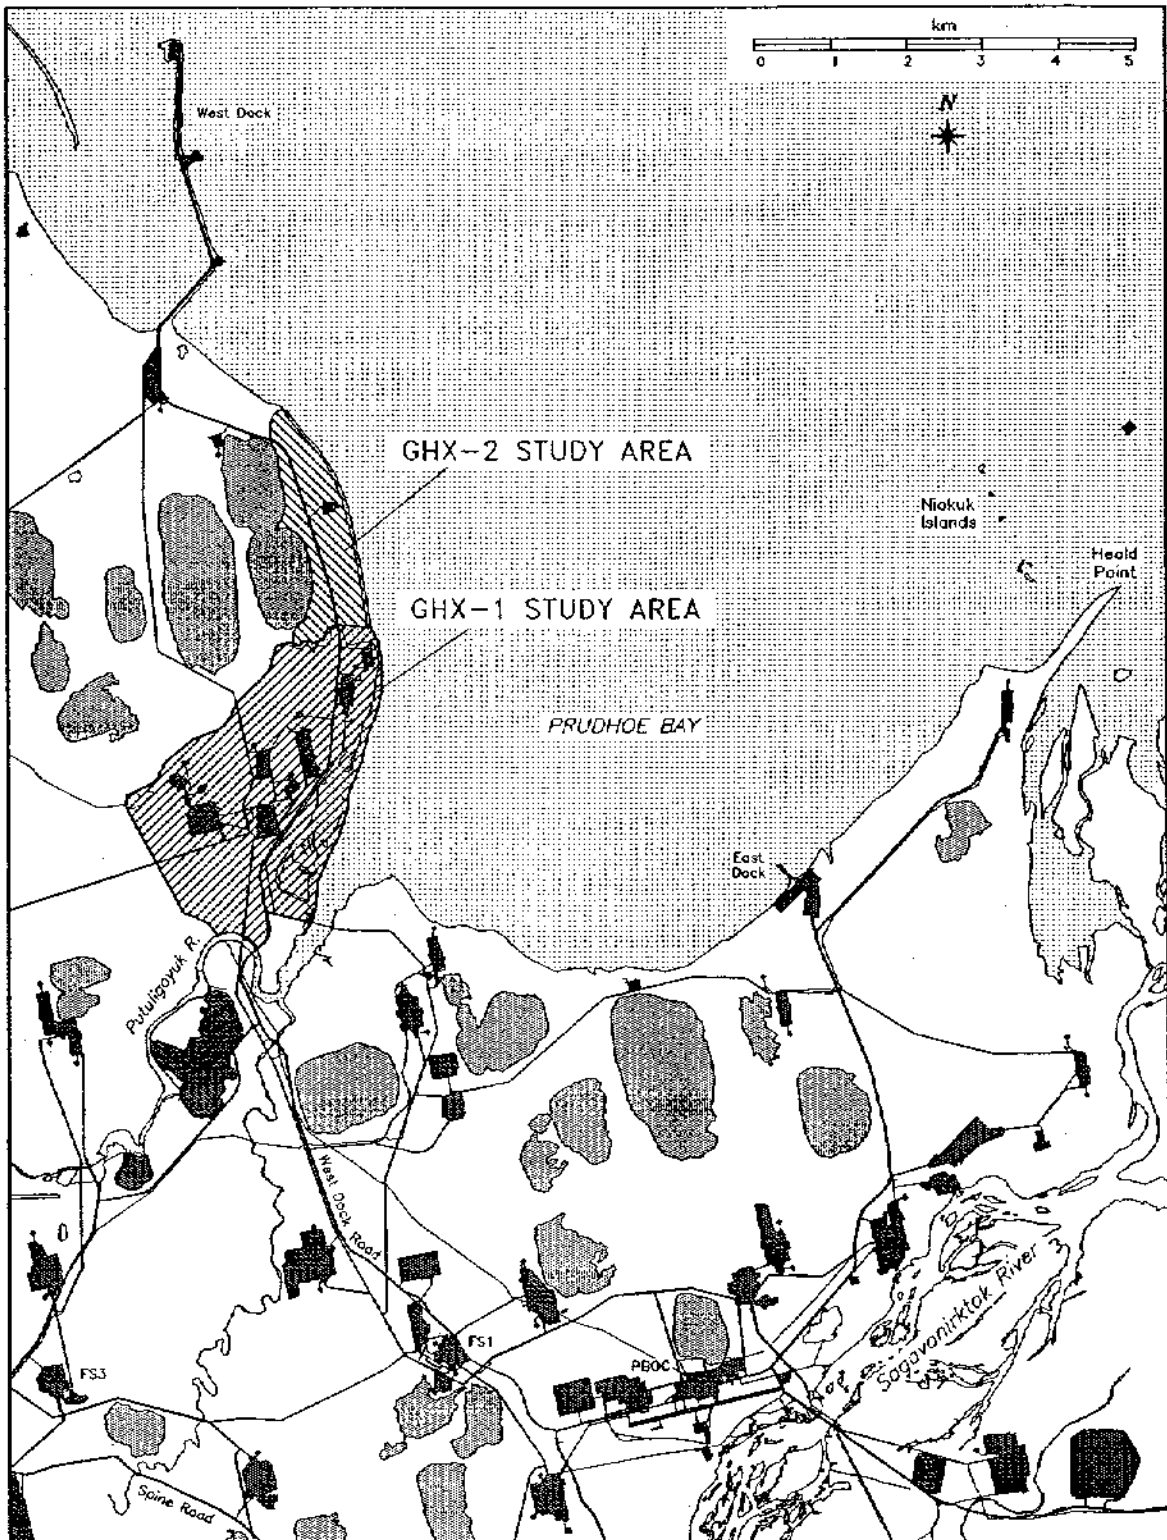 km
0 1 2 3 4 5
N
West Dock
GHX-2 STUDY AREA
Niakuk
Islands
Heald
Point
GHX-1 STUDY AREA
PRUDHOE BAY
East
Dock
Putuligayuk R.
West Dock Road
Sagavanirktok River
FS1
PBOC
FS3
Spine Road